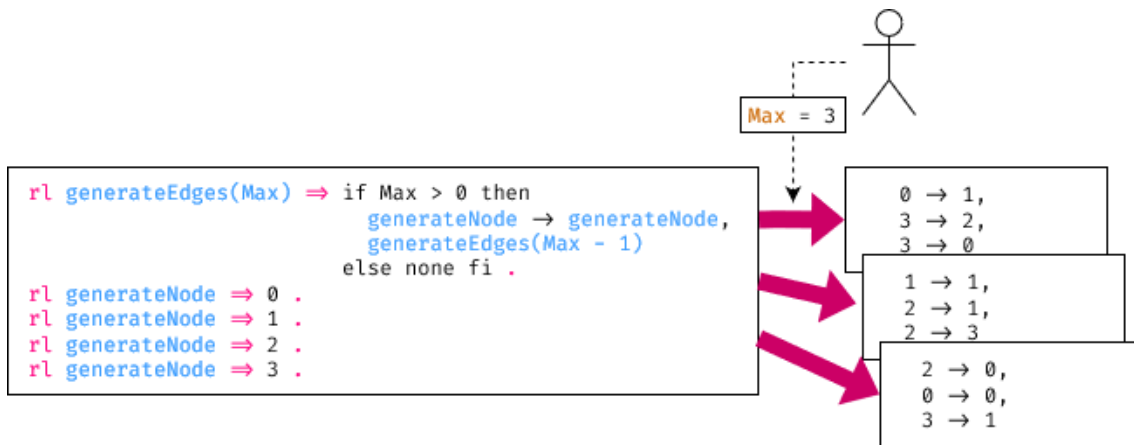 Max = 3
rl generateEdges(Max) ⇒ if Max > 0 then
generateNode → generateNode,
generateEdges(Max - 1)
else none fi .
rl generateNode ⇒ 0 .
rl generateNode ⇒ 1 .
rl generateNode ⇒ 2 .
rl generateNode ⇒ 3 .
0 → 1,
3 → 2,
3 → 0
1 → 1,
2 → 1,
2 → 3
2 → 0,
0 → 0,
3 → 1